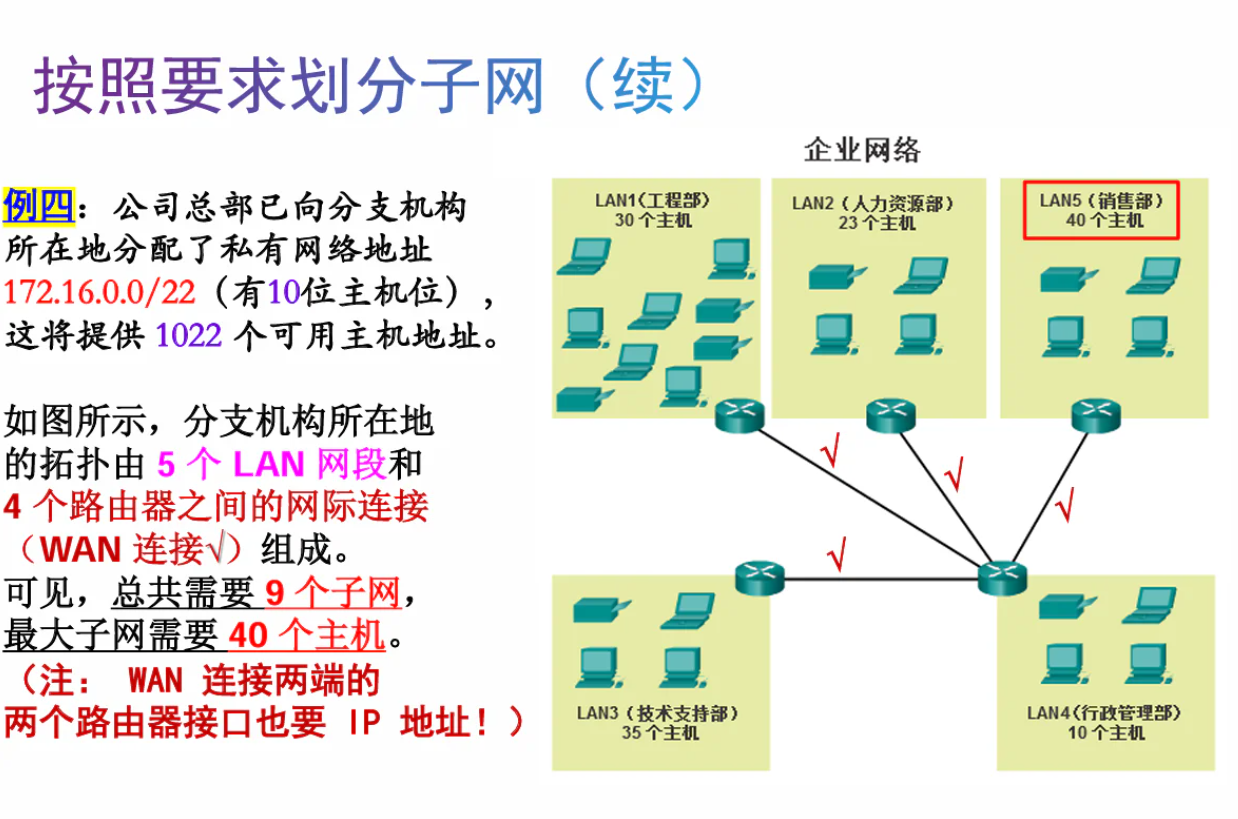 按照要求划分子网（续）
例四：公司总部已向分支机构
所在地分配了私有网络地址
172.16.0.0/22（有10位主机位），
这将提供 1022 个可用主机地址。
如图所示，分支机构所在地
的拓扑由 5 个 LAN 网段和
4 个路由器之间的网际连接
（WAN 连接√）组成。
可见，总共需要 9 个子网，
最大子网需要 40 个主机。
（注： WAN 连接两端的
两个路由器接口也要 IP 地址！）
企业网络
LAN1(工程部)
30 个主机
LAN2（人力资源部）
23 个主机
LAN5（销售部）
40 个主机
√
√
√
√
LAN3（技术支持部）
35 个主机
LAN4(行政管理部)
10 个主机